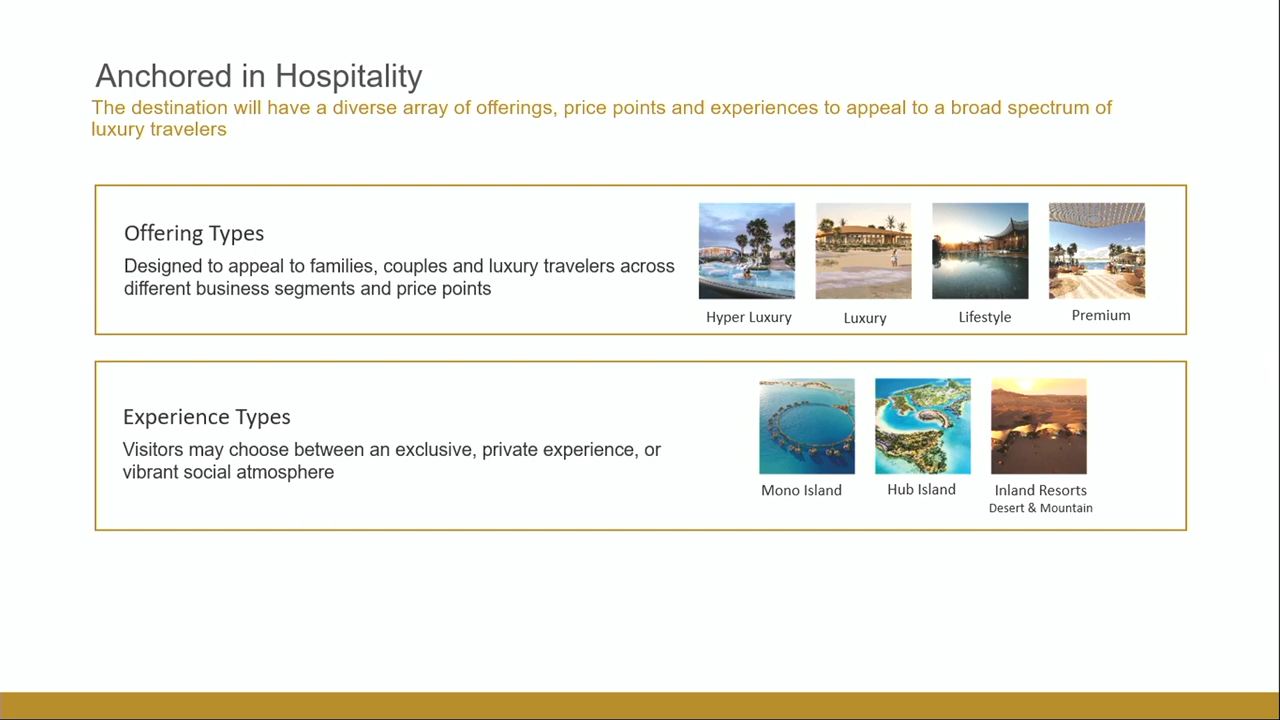 Anchored in Hospitality
The destination will have a diverse array of offerings, price points and experiences to appeal to a broad spectrum of
luxury travelers
Offering Types
Designed to appeal to families, couples and luxury travelers across
different business segments and price points
Hyper Luxury
Luxury
Lifestyle
Premium
Experience Types
Visitors may choose between an exclusive, private experience, or
vibrant social atmosphere
Mono Island
Hub Island
Inland Resorts
Desert & Mountain